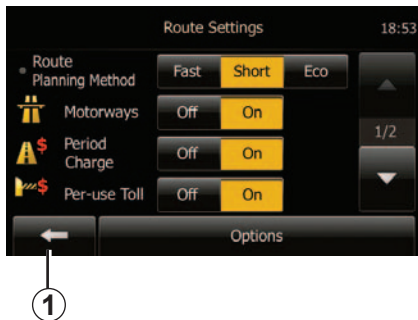 Route Settings 18:53
Route
Planning Method Fast Short Eco
Motorways Off On
1/2
Period
Charge Off On
Per-use Toll Off On
Options
1